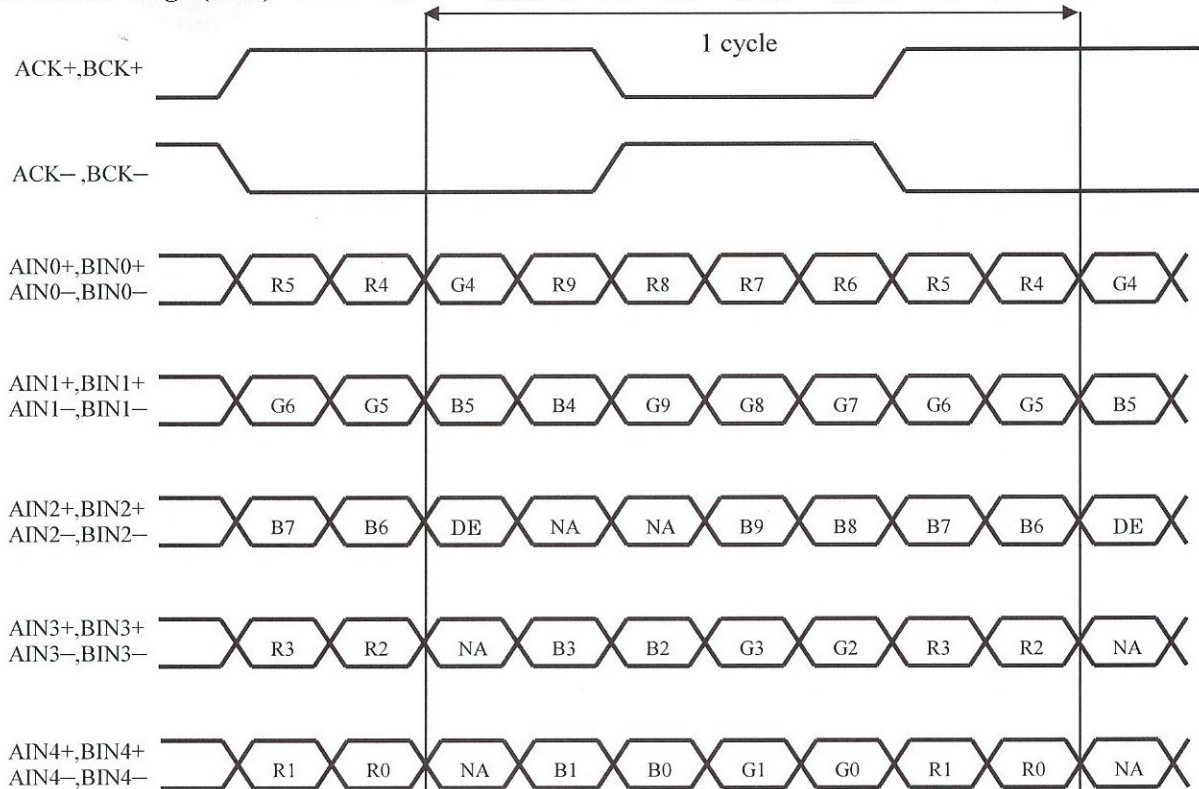 1 cycle
ACK+,BCK+
ACK−,BCK−
AIN0+,BIN0+
AIN0−,BIN0−
R5 R4 G4 R9 R8 R7 R6 R5 R4 G4
AIN1+,BIN1+
AIN1−,BIN1−
G6 G5 B5 B4 G9 G8 G7 G6 G5 B5
AIN2+,BIN2+
AIN2−,BIN2−
B7 B6 DE NA NA B9 B8 B7 B6 DE
AIN3+,BIN3+
AIN3−,BIN3−
R3 R2 NA B3 B2 G3 G2 R3 R2 NA
AIN4+,BIN4+
AIN4−,BIN4−
R1 R0 NA B1 B0 G1 G0 R1 R0 NA